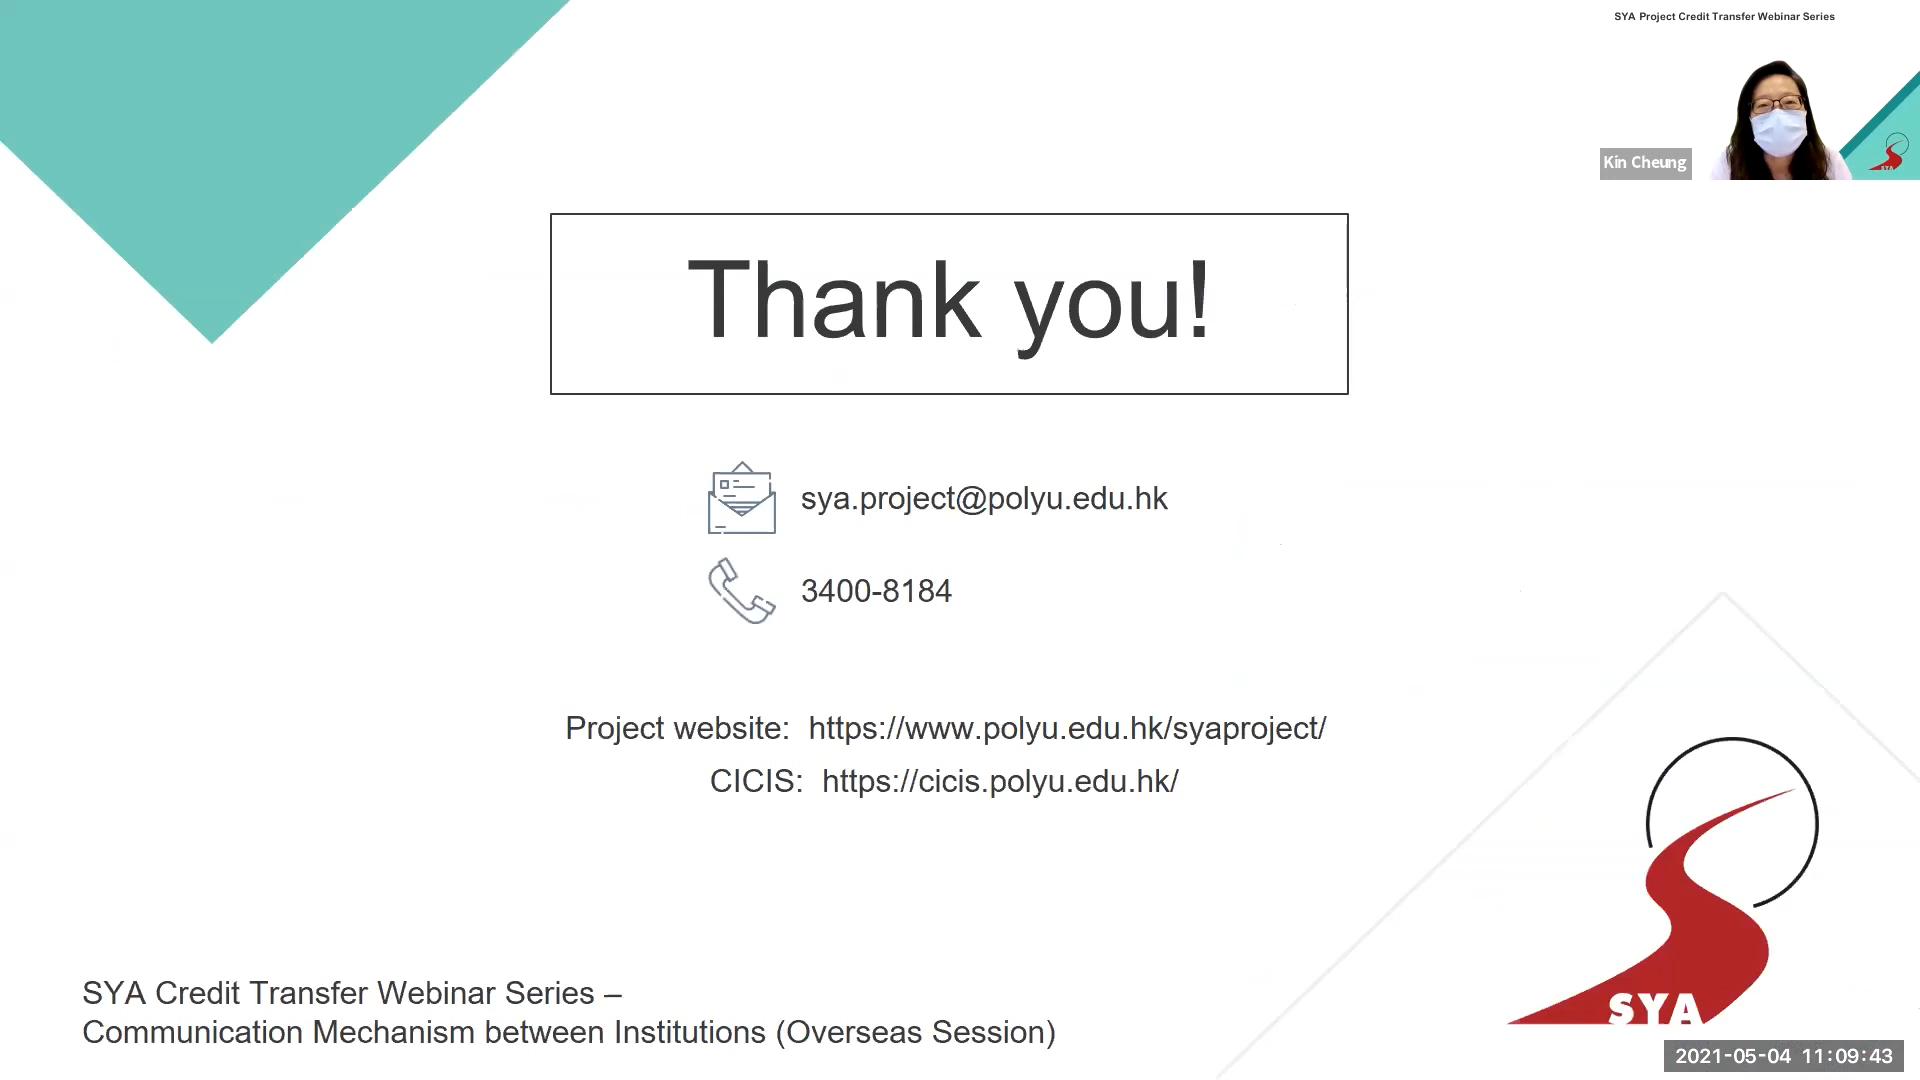 SYA Project Credit Transfer Webinar Series
Kin Cheung
Thank you!
sya.project@polyu.edu.hk
3400-8184
Project website: https://www.polyu.edu.hk/syaproject/
CICIS: https://cicis.polyu.edu.hk/
SYA Credit Transfer Webinar Series –
Communication Mechanism between Institutions (Overseas Session)
SYA
2021-05-04 11:09:43